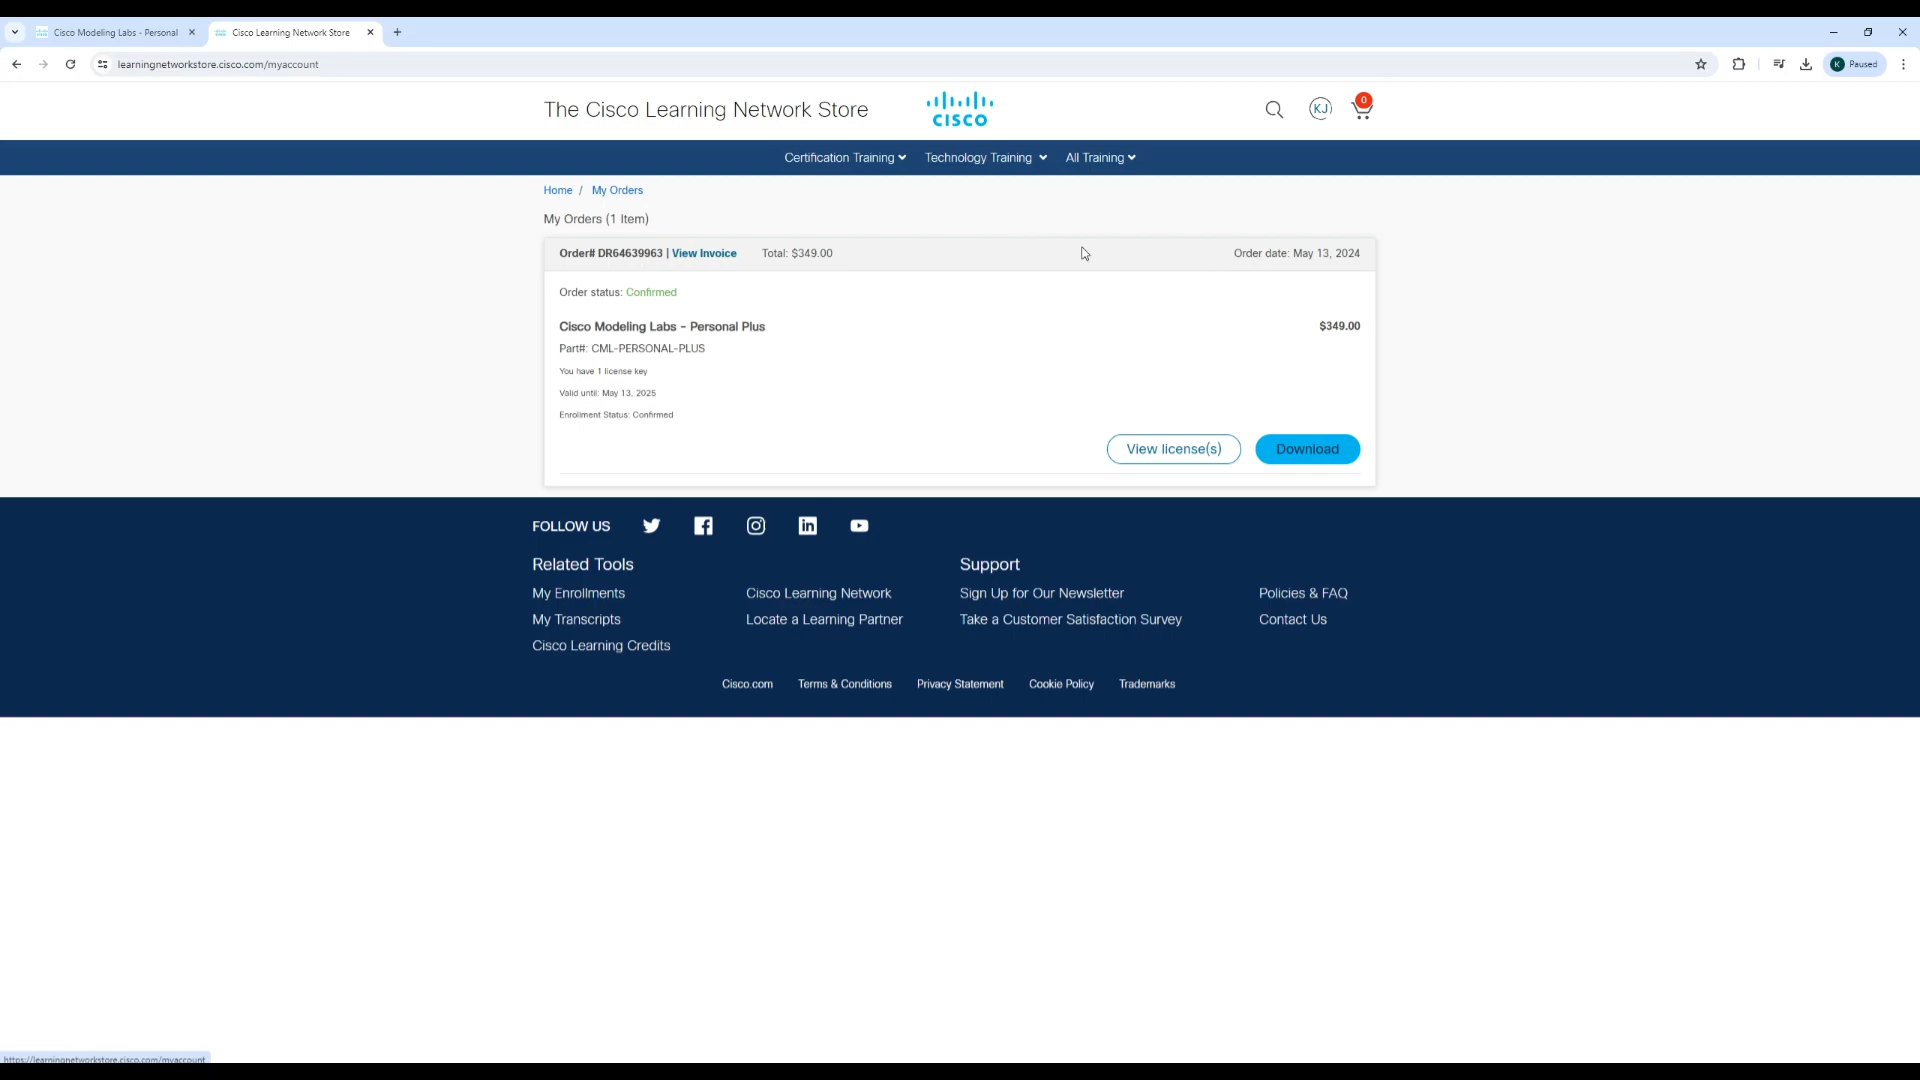 Cisco Modeling Labs - Personal
Cisco Learning Network Store
learningnetworkstore.cisco.com/myaccount
K Paused
The Cisco Learning Network Store
CISCO
KJ
0
Certification Training
Technology Training
All Training
Home / My Orders
My Orders (1 Item)
Order# DR64639963 | View Invoice Total: $349.00 Order date: May 13, 2024
Order status: Confirmed
Cisco Modeling Labs - Personal Plus $349.00
Part#: CML-PERSONAL-PLUS
You have 1 license key
Valid until: May 13, 2025
Enrollment Status: Confirmed
View license(s) Download
FOLLOW US
Related Tools Support
My Enrollments Cisco Learning Network Sign Up for Our Newsletter Policies & FAQ
My Transcripts Locate a Learning Partner Take a Customer Satisfaction Survey Contact Us
Cisco Learning Credits
Cisco.com Terms & Conditions Privacy Statement Cookie Policy Trademarks
https://learningnetworkstore.cisco.com/myaccount